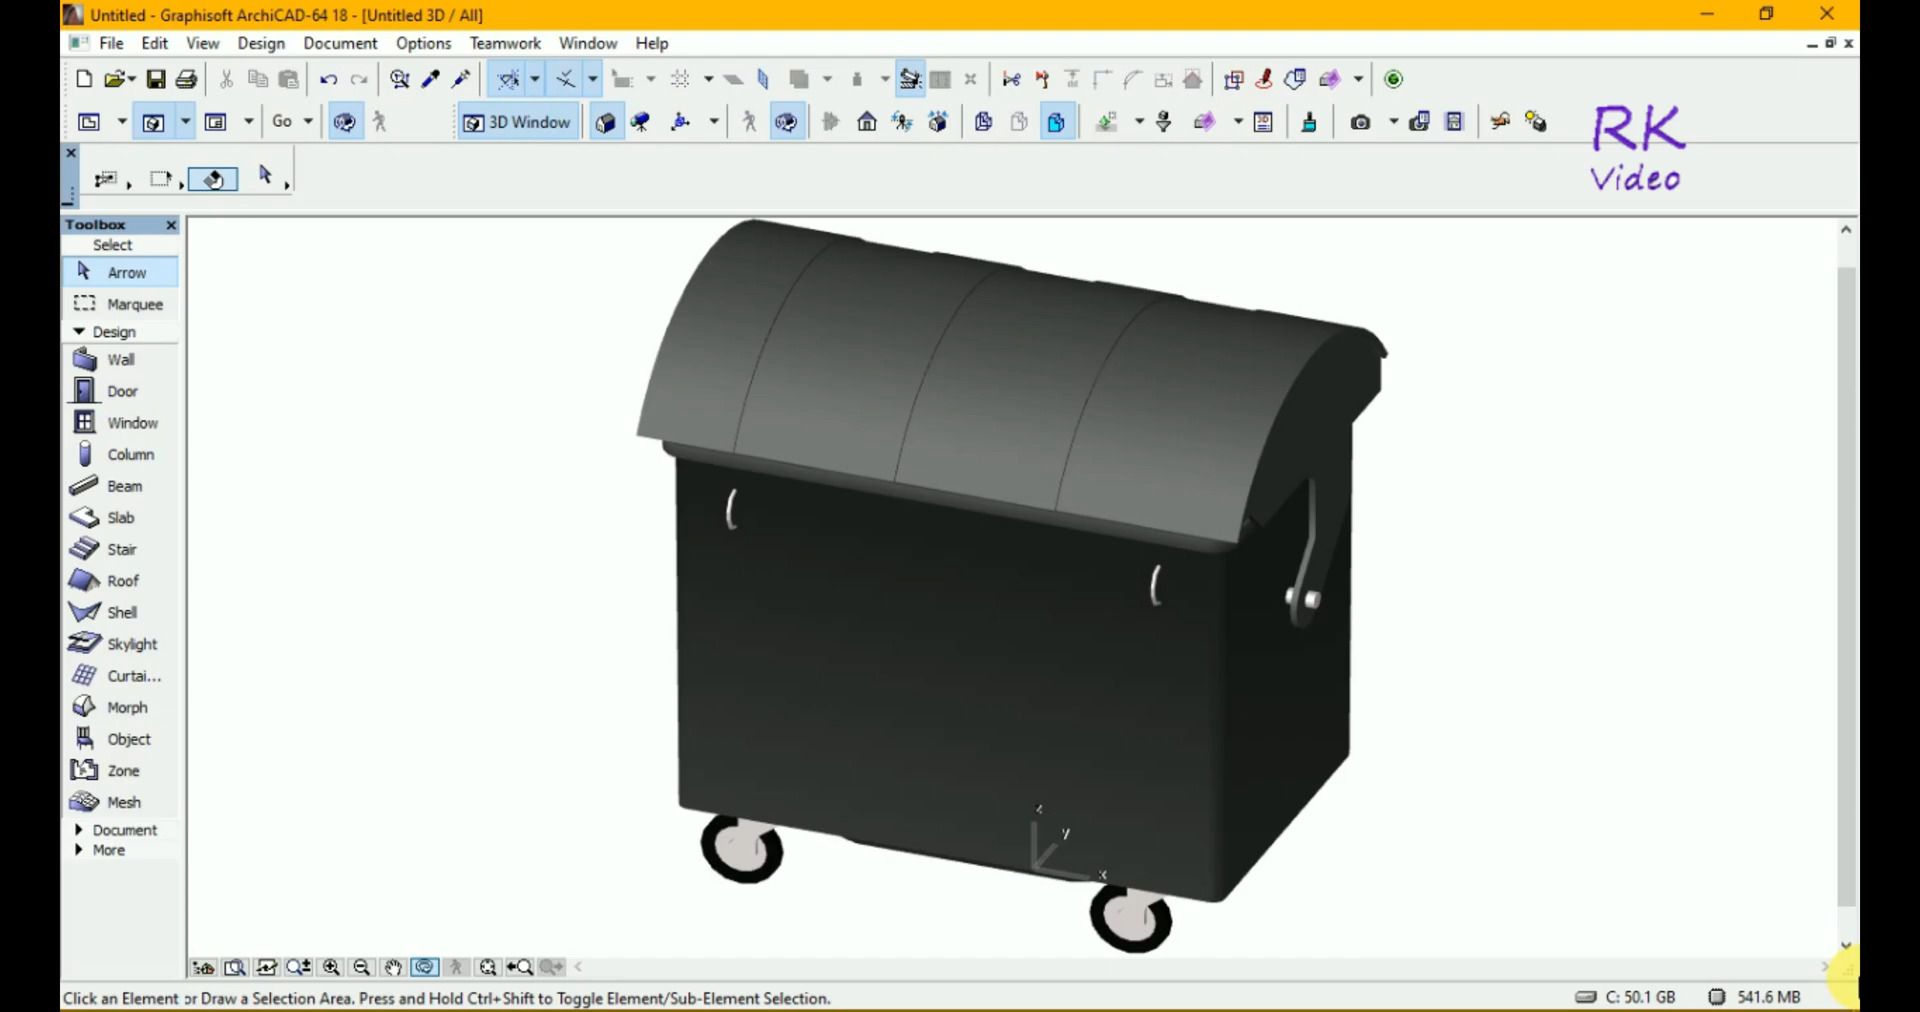 Untitled - Graphisoft ArchiCAD-64 18 - [Untitled 3D / All]
File Edit View Design Document Options Teamwork Window Help
Go 3D Window
RK
Video
Toolbox
Select
Arrow
Marquee
Design
Wall
Door
Window
Column
Beam
Slab
Stair
Roof
Shell
Skylight
Curtai...
Morph
Object
Zone
Mesh
Document
More
z
y
x
Click an Element or Draw a Selection Area. Press and Hold Ctrl+Shift to Toggle Element/Sub-Element Selection.
C: 50.1 GB 541.6 MB